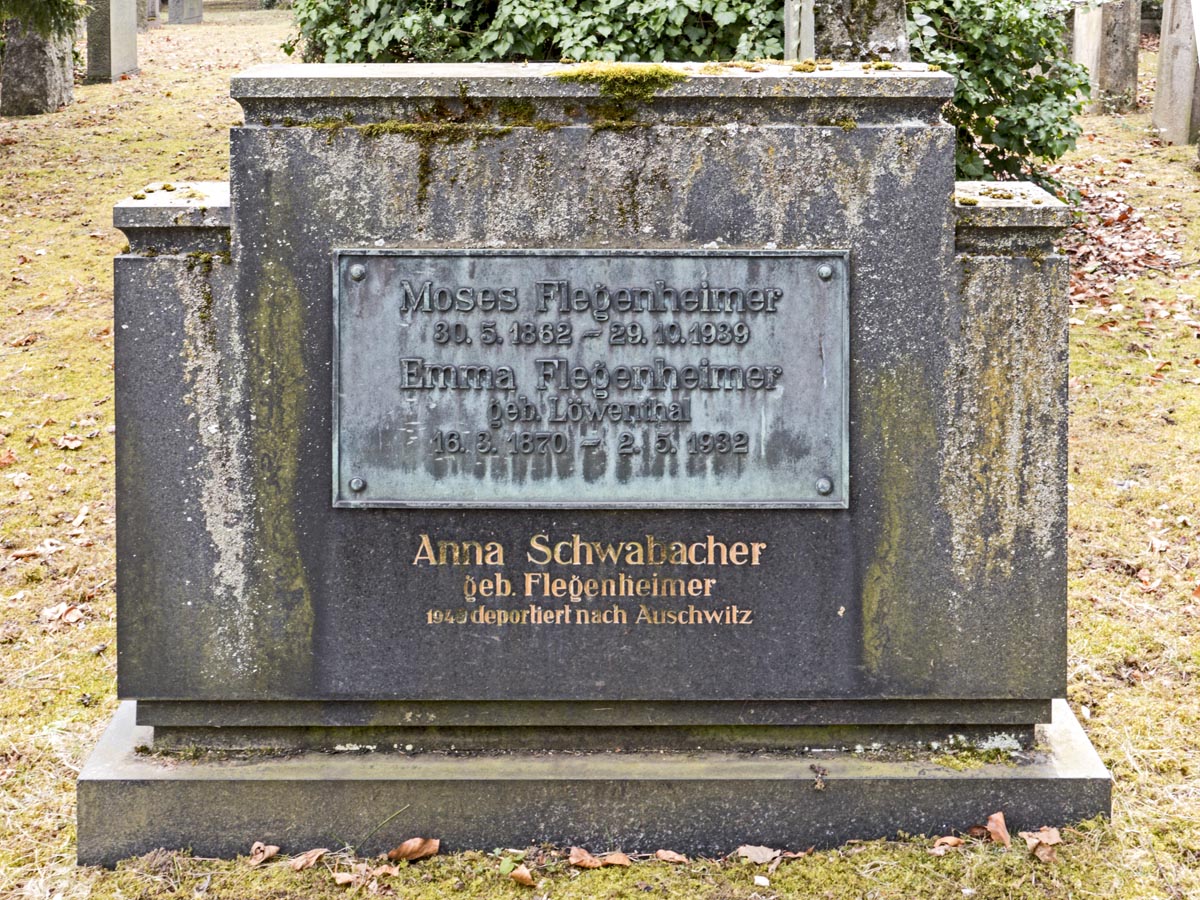 Moses Flegenheimer
30. 5. 1862 ~ 29. 10. 1939
Emma Flegenheimer
geb. Löwenthal
16. 3. 1870 - 2. 5. 1932
Anna Schwabacher
geb. Flegenheimer
deportiert nach Auschwitz